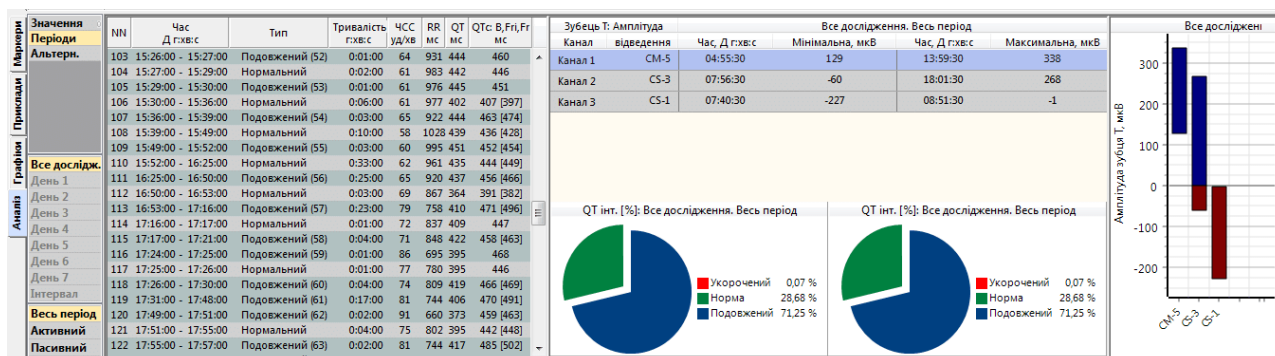 Маркери
Приклади
Графіки
Аналіз
Значення
Періоди
Альтерн.
Все дослідж.
День 1
День 2
День 3
День 4
День 5
День 6
День 7
Інтервал
Весь період
Активний
Пасивний
NN Час Д г:хв:с Тип Тривалість г:хв:с ЧСС уд/хв RR мс QT мс QTc: B,Fri,Fr мс
103 15:26:00 - 15:27:00 Подовжений (52) 0:01:00 64 931 444 460
104 15:27:00 - 15:29:00 Нормальний 0:02:00 61 983 442 446
105 15:29:00 - 15:30:00 Подовжений (53) 0:01:00 61 976 445 451
106 15:30:00 - 15:36:00 Нормальний 0:06:00 61 977 402 407 [397]
107 15:36:00 - 15:39:00 Подовжений (54) 0:03:00 65 922 444 463 [474]
108 15:39:00 - 15:49:00 Нормальний 0:10:00 58 1028 439 436 [428]
109 15:49:00 - 15:52:00 Подовжений (55) 0:03:00 60 995 451 452 [454]
110 15:52:00 - 16:25:00 Нормальний 0:33:00 62 961 435 444 [449]
111 16:25:00 - 16:50:00 Подовжений (56) 0:25:00 65 920 437 456 [466]
112 16:50:00 - 16:53:00 Нормальний 0:03:00 69 867 364 391 [382]
113 16:53:00 - 17:16:00 Подовжений (57) 0:23:00 79 758 410 471 [496]
114 17:16:00 - 17:17:00 Нормальний 0:01:00 72 837 409 447
115 17:17:00 - 17:21:00 Подовжений (58) 0:04:00 71 848 422 458 [463]
116 17:24:00 - 17:25:00 Подовжений (59) 0:01:00 86 695 395 468
117 17:25:00 - 17:26:00 Нормальний 0:01:00 77 780 395 446
118 17:26:00 - 17:30:00 Подовжений (60) 0:04:00 74 809 419 466 [469]
119 17:31:00 - 17:48:00 Подовжений (61) 0:17:00 81 744 406 470 [491]
120 17:49:00 - 17:51:00 Подовжений (62) 0:02:00 91 660 373 459 [463]
121 17:51:00 - 17:55:00 Нормальний 0:04:00 75 802 395 442 [448]
122 17:55:00 - 17:57:00 Подовжений (63) 0:02:00 81 744 417 485 [502]
Зубець Т: Амплітуда Все дослідження. Весь період
Канал відведення Час, Д г:хв:с Мінімальна, мкВ Час, Д г:хв:с Максимальна, мкВ
Канал 1 СМ-5 04:55:30 129 13:59:30 338
Канал 2 CS-3 07:56:30 -60 18:01:30 268
Канал 3 CS-1 07:40:30 -227 08:51:30 -1
QT інт. [%]: Все дослідження. Весь період
Укорочений 0,07 %
Норма 28,68 %
Подовжений 71,25 %
QT інт. [%]: Все дослідження. Весь період
Укорочений 0,07 %
Норма 28,68 %
Подовжений 71,25 %
Все досліджені
Амплітуда зубця Т, мкВ
300
200
100
0
-100
-200
CM-5
CS-3
CS-1